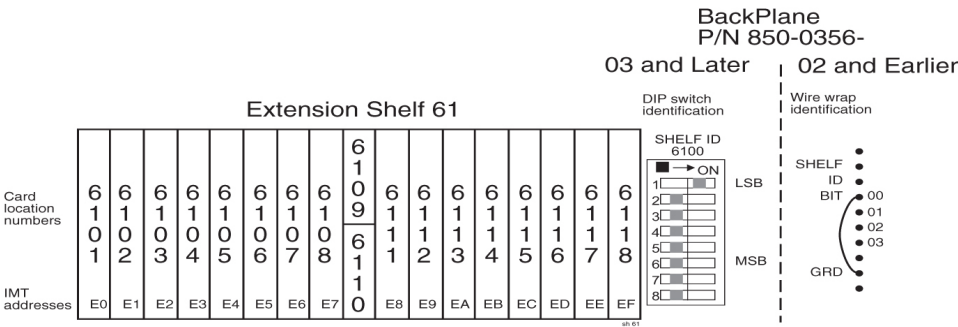 BackPlane
P/N 850-0356-
03 and Later
02 and Earlier
Extension Shelf 61
DIP switch
identification
Wire wrap
identification
SHELF ID
6100
ON
1
2
3
4
5
6
7
8
LSB
MSB
SHELF
ID
BIT
00
01
02
03
GRD
Card
location
numbers
6101
6102
6103
6104
6105
6106
6107
6108
6109
6110
6111
6112
6113
6114
6115
6116
6117
6118
IMT
addresses
E0 E1 E2 E3 E4 E5 E6 E7 E8 E9 EA EB EC ED EE EF
sh 61